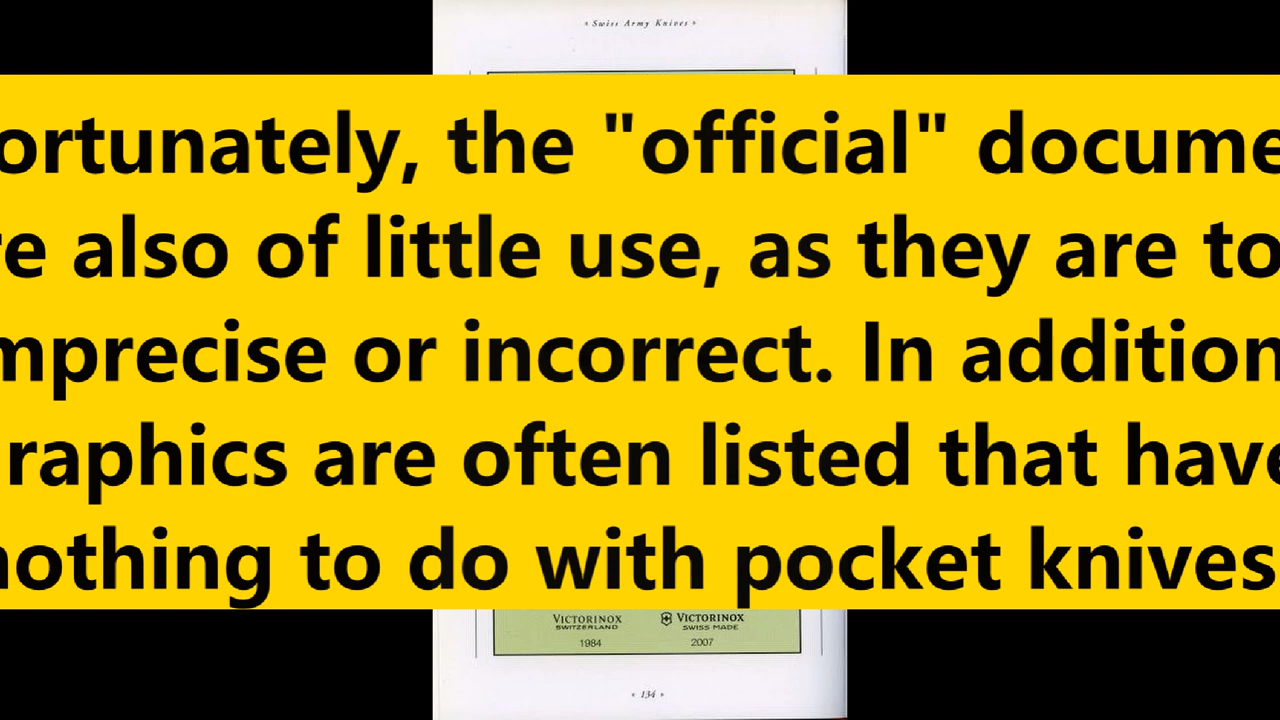 Swiss Army Knives
ortunately, the "official" docume
e also of little use, as they are to
mprecise or incorrect. In addition
raphics are often listed that have
nothing to do with pocket knives
VICTORINOX VICTORINOX
SWITZERLAND SWISS MADE
1984 2007
134